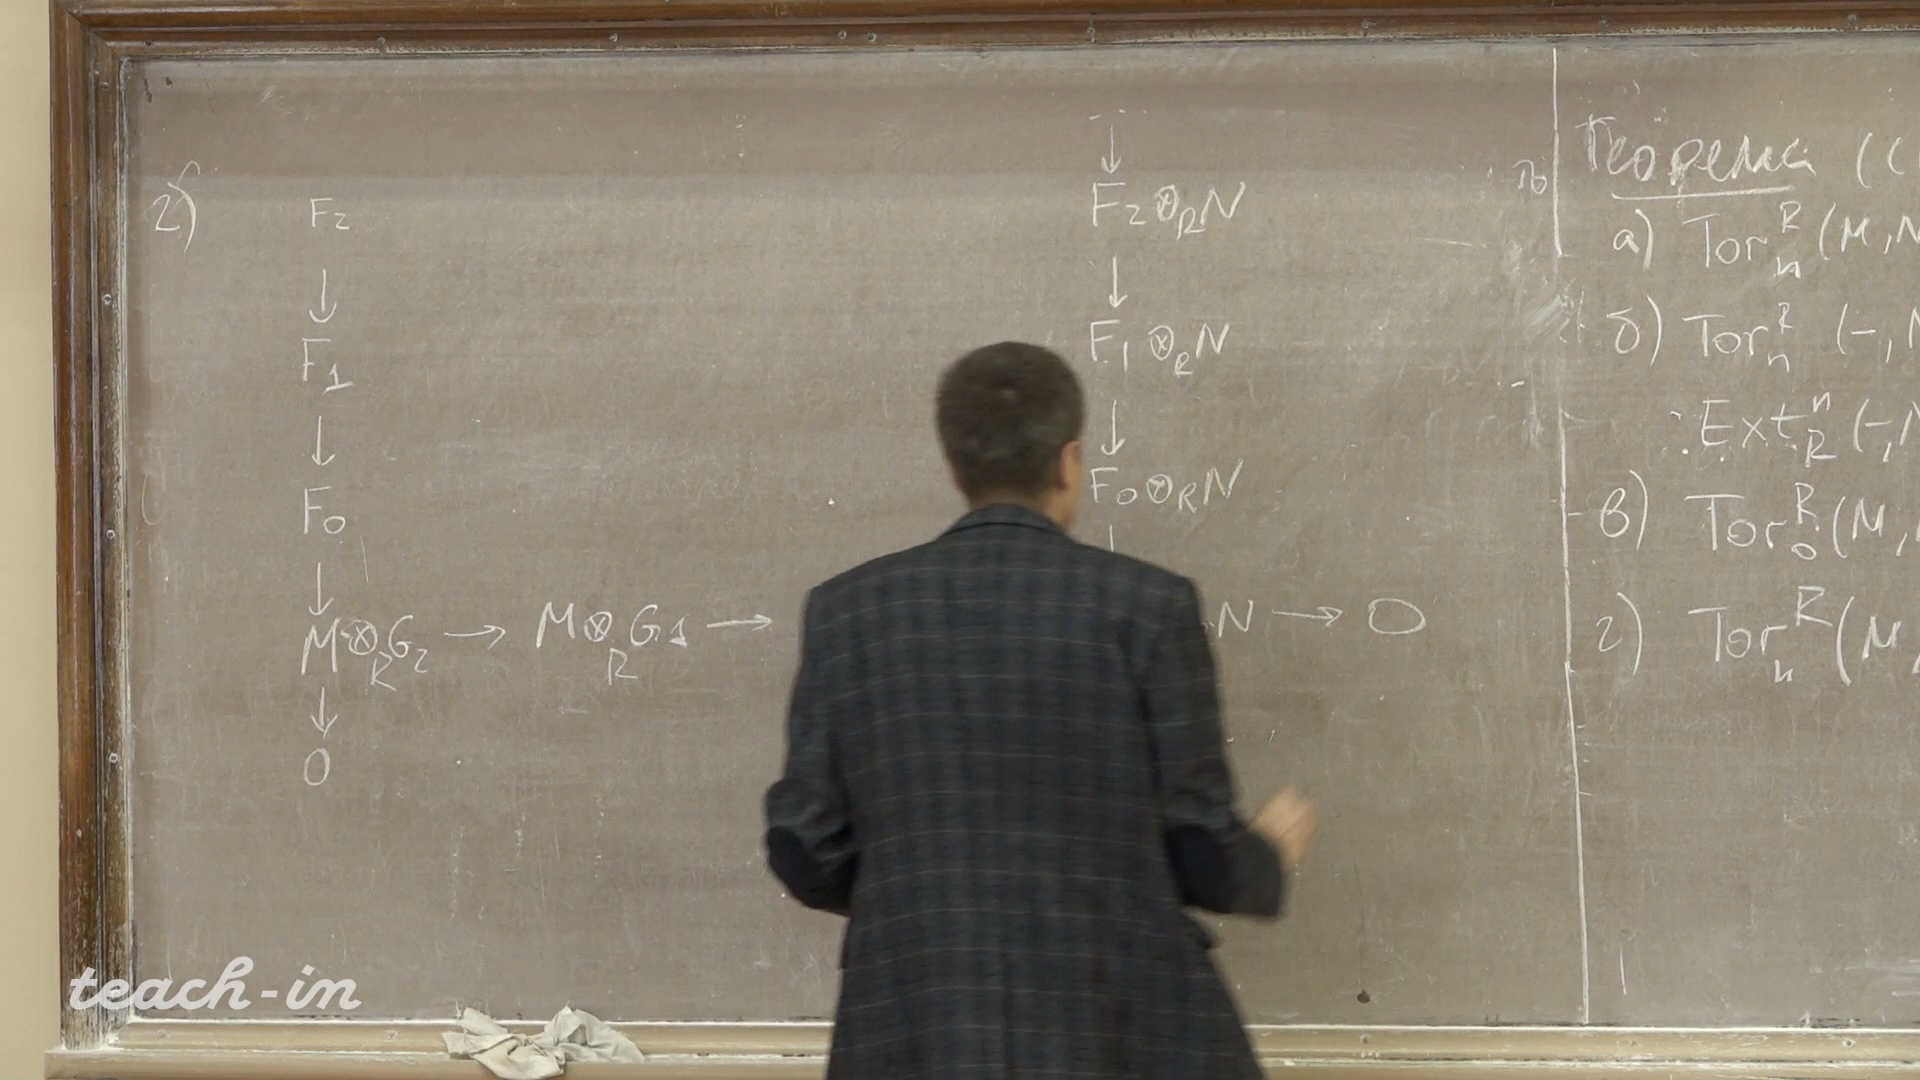 2)
F₂
↓
F₁
↓
F₀
↓
M⊗_R G₂ → M⊗_R G₁ →
↓
0
↓
F₂⊗_R N
↓
F₁⊗_R N
↓
F₀⊗_R N
N → 0
Теорема (
а) Tor_n^R (M, N
б) Tor_n^R (-, N
Ext_R^n (-, N
в) Tor_0^R (M,
г) Tor_n^R (M,
teach-in